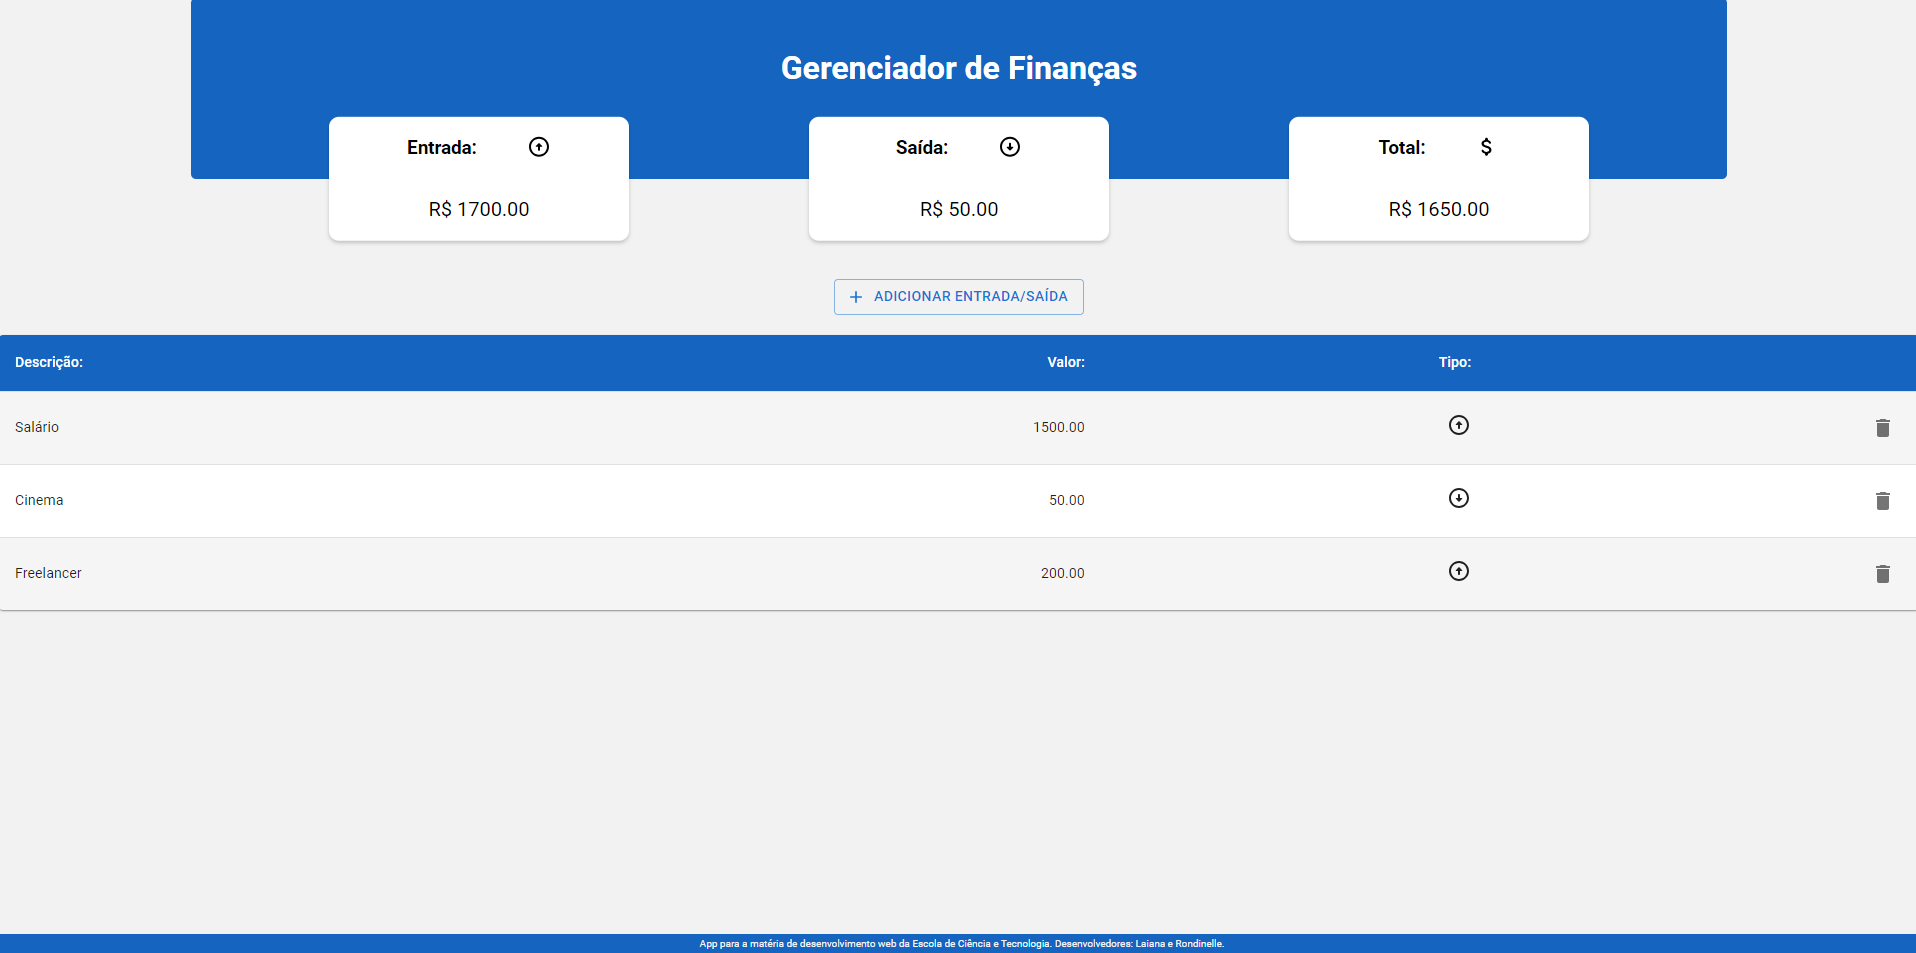 Gerenciador de Finanças
Entrada: Saída: Total: $
R$ 1700.00 R$ 50.00 R$ 1650.00
+ ADICIONAR ENTRADA/SAÍDA
Descrição: Valor: Tipo:
Salário 1500.00
Cinema 50.00
Freelancer 200.00
App para a matéria de desenvolvimento web da Escola de Ciência e Tecnologia. Desenvolvedores: Laiana e Rondinelle.